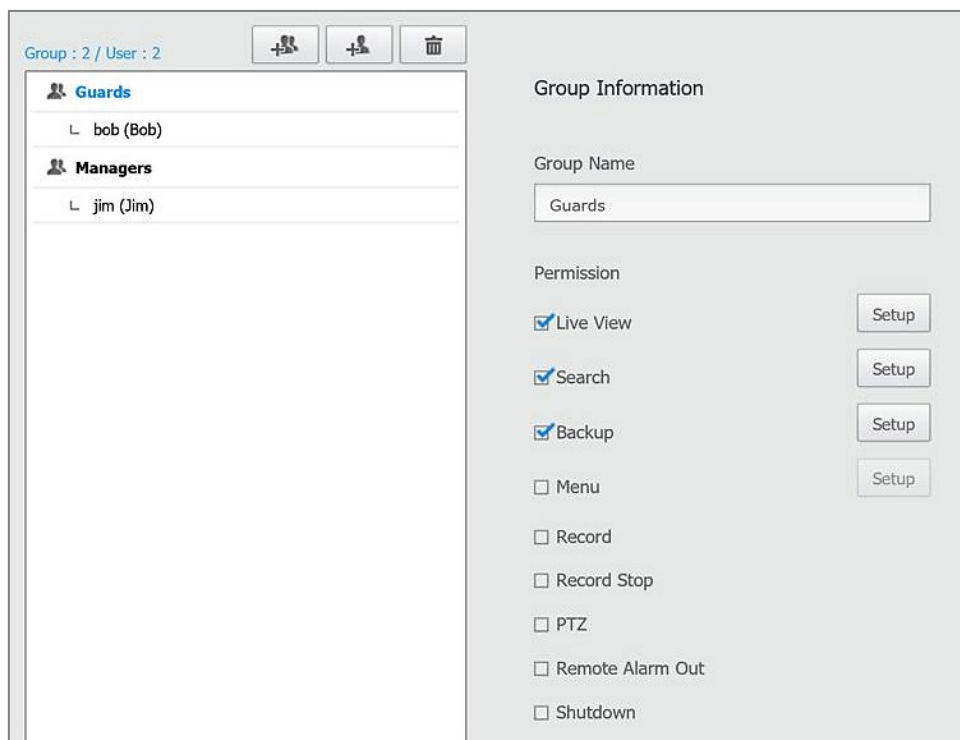 Group : 2 / User : 2
Guards
bob (Bob)
Managers
jim (Jim)
Group Information
Group Name
Guards
Permission
Live View Setup
Search Setup
Backup Setup
Menu Setup
Record
Record Stop
PTZ
Remote Alarm Out
Shutdown